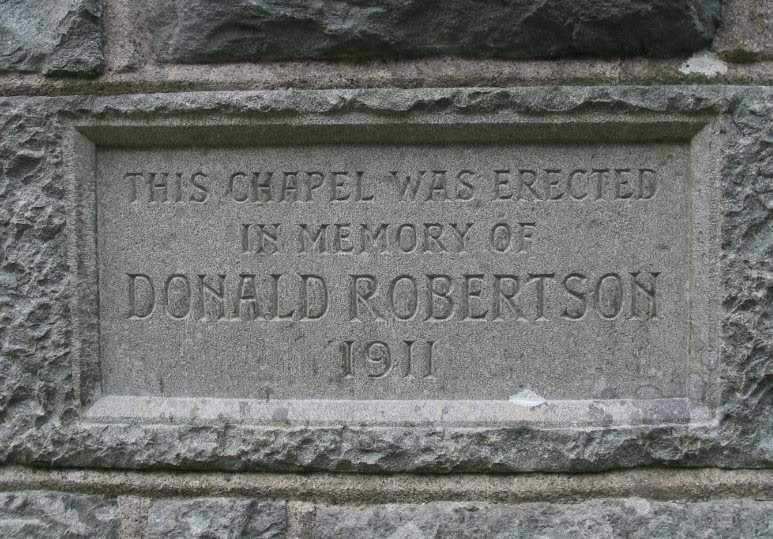 THIS CHAPEL WAS ERECTED
IN MEMORY OF
DONALD ROBERTSON
1911